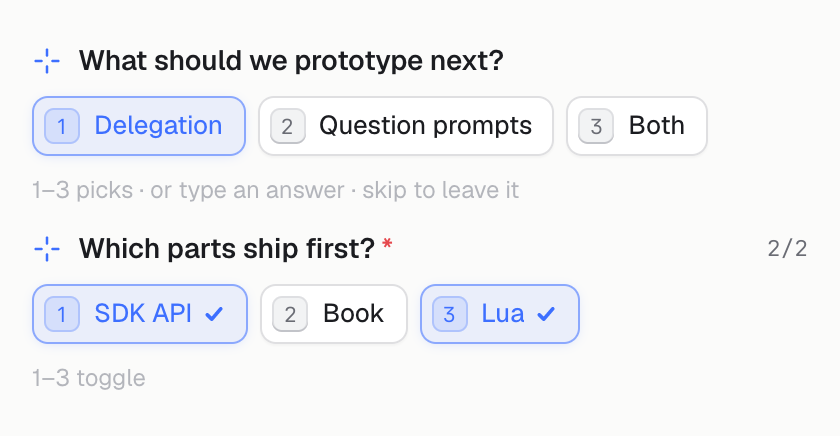 What should we prototype next?
1 Delegation 2 Question prompts 3 Both
1–3 picks · or type an answer · skip to leave it
Which parts ship first? * 2/2
1 SDK API ✓ 2 Book 3 Lua ✓
1–3 toggle